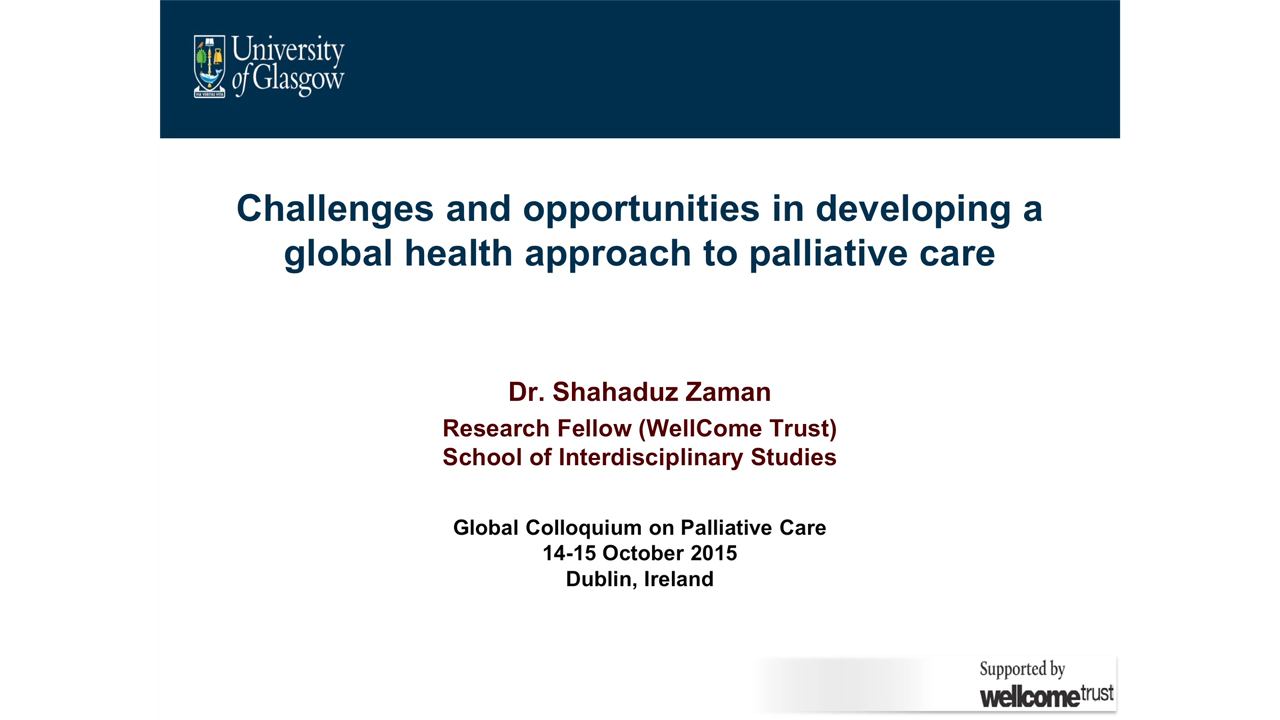 University
of Glasgow
Challenges and opportunities in developing a
global health approach to palliative care
Dr. Shahaduz Zaman
Research Fellow (WellCome Trust)
School of Interdisciplinary Studies
Global Colloquium on Palliative Care
14-15 October 2015
Dublin, Ireland
Supported by
wellcometrust